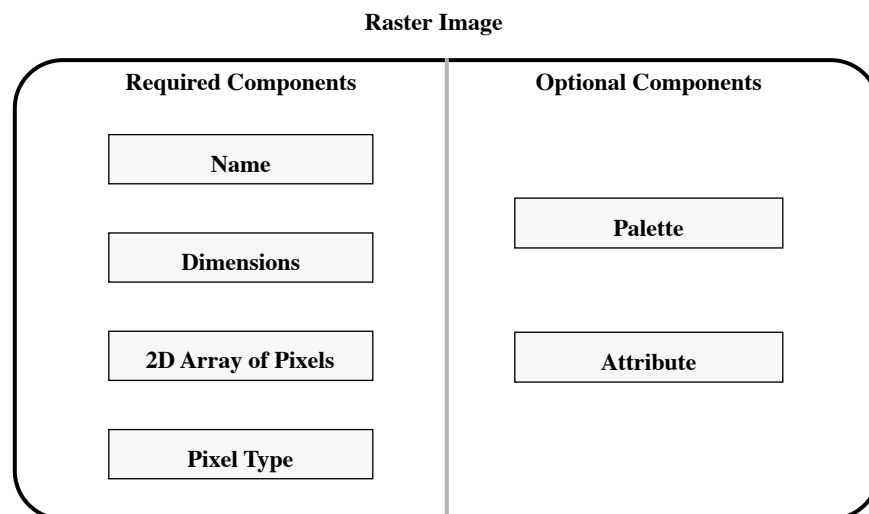 Raster Image
Required Components
Name
Dimensions
2D Array of Pixels
Pixel Type
Optional Components
Palette
Attribute